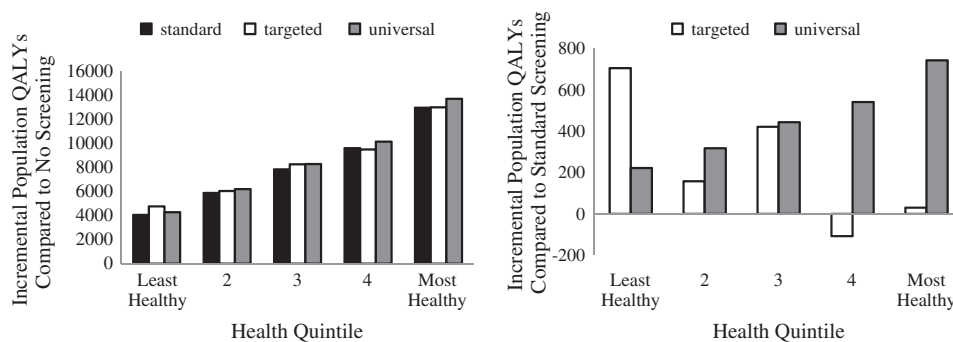 standard targeted universal
Incremental Population QALYs
Compared to No Screening
16000
14000
12000
10000
8000
6000
4000
2000
0
Least
Healthy
2
3
4
Most
Healthy
Health Quintile
targeted universal
Incremental Population QALYs
Compared to Standard Screening
800
600
400
200
0
-200
Least
Healthy
2
3
4
Most
Healthy
Health Quintile